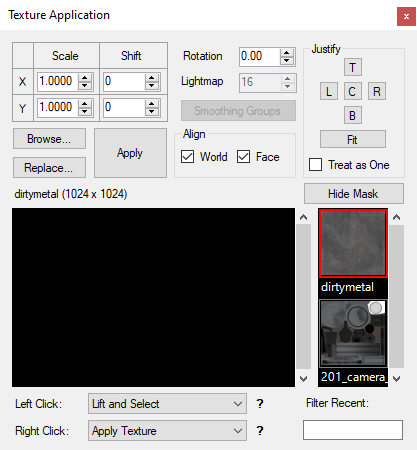 Texture Application
Scale Shift
X 1.0000 0
Y 1.0000 0
Rotation 0.00
Lightmap 16
Smoothing Groups
Justify
T
L C R
B
Fit
Treat as One
Browse...
Replace...
Apply
Align
World Face
dirtymetal (1024 x 1024)
Hide Mask
dirtymetal
201_camera_
Left Click: Lift and Select ?
Right Click: Apply Texture ?
Filter Recent: